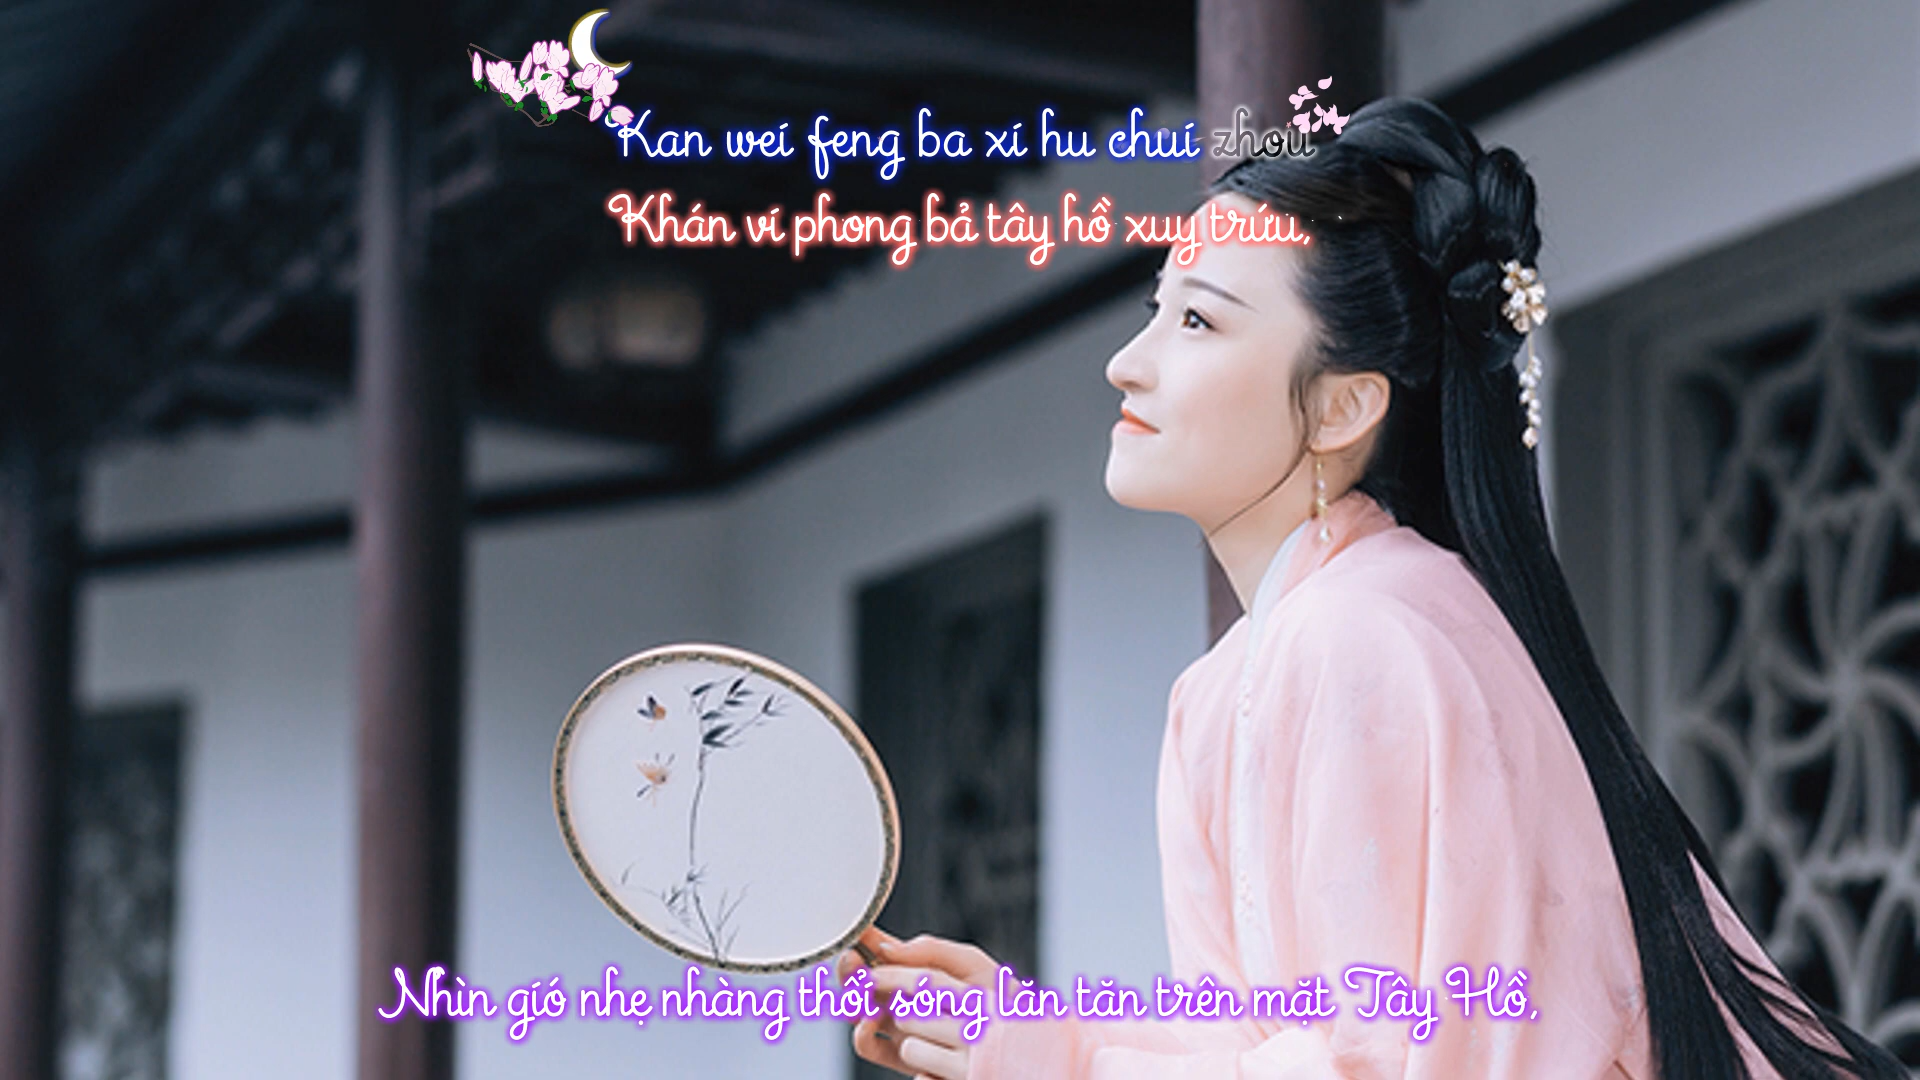 Kan wei feng ba xi hu chui zhou
Khán vi phong bả tây hồ xuy trứu,
Nhìn gió nhẹ nhàng thổi sóng lăn tăn trên mặt Tây Hồ,